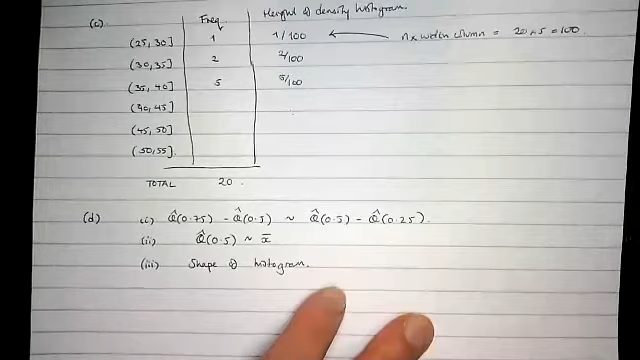 (c) Freq Height of density histogram.
(25, 30] 1 1/100 ← n x width column = 20 x 5 = 100
(30, 35] 2 2/100
(35, 40] 5 5/100
(40, 45]
(45, 50]
(50, 55]
TOTAL 20.
(d) (i) Q̂(0.75) - Q̂(0.5) ~ Q̂(0.5) - Q̂(0.25).
(ii) Q̂(0.5) ~ x̄
(iii) Shape of histogram.